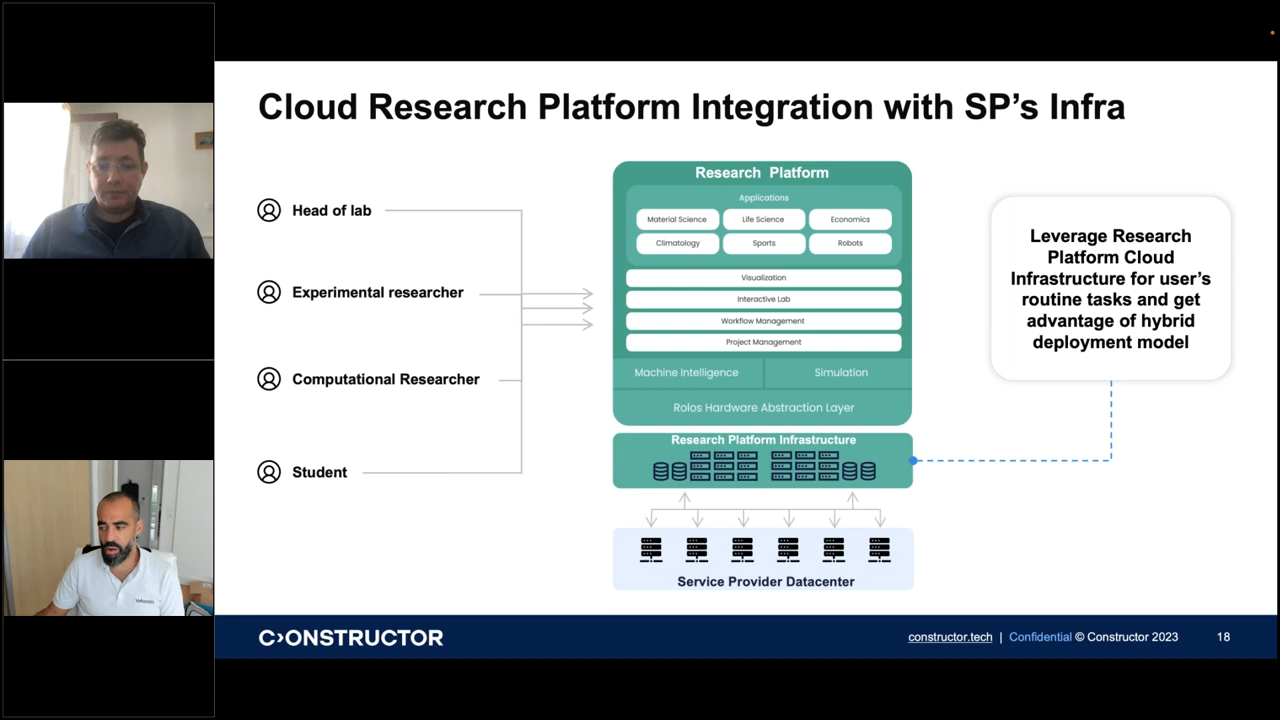 Cloud Research Platform Integration with SP's Infra
Head of lab
Experimental researcher
Computational Researcher
Student
Research Platform
Applications
Material Science
Life Science
Economics
Climatology
Sports
Robots
Visualization
Interactive Lab
Workflow Management
Project Management
Machine Intelligence
Simulation
Rolos Hardware Abstraction Layer
Research Platform Infrastructure
Service Provider Datacenter
Leverage Research
Platform Cloud
Infrastructure for user's
routine tasks and get
advantage of hybrid
deployment model
C›ONSTRUCTOR
constructor.tech | Confidential © Constructor 2023
18